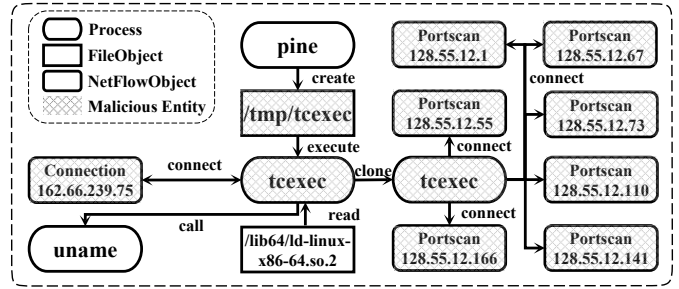 Process
FileObject
NetFlowObject
Malicious Entity
pine
create
/tmp/tcexec
execute
Connection
162.66.239.75
connect
tcexec
clone
tcexec
call
read
uname
/lib64/ld-linux-
x86-64.so.2
Portscan
128.55.12.1
Portscan
128.55.12.67
connect
Portscan
128.55.12.55
connect
Portscan
128.55.12.73
Portscan
128.55.12.110
connect
Portscan
128.55.12.166
Portscan
128.55.12.141